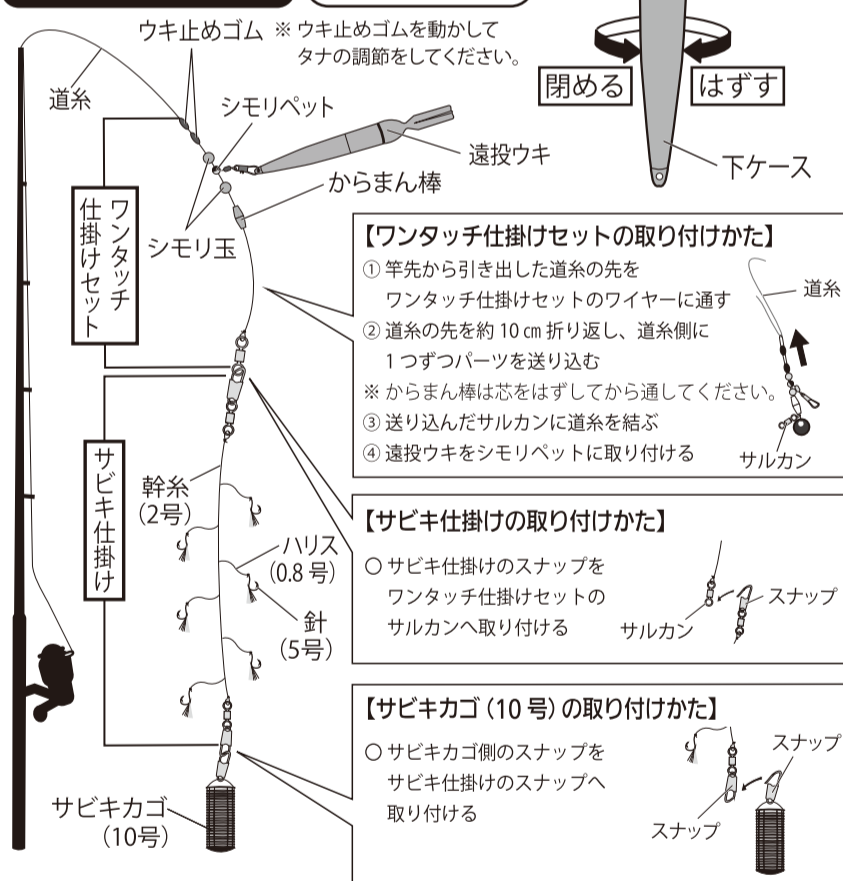 ウキ止めゴム
※ ウキ止めゴムを動かして
タナの調節をしてください。
道糸
シモリペット
遠投ウキ
からまん棒
シモリ玉
ワンタッチ
仕掛けセット
閉める
はずす
下ケース
【ワンタッチ仕掛けセットの取り付けかた】
① 竿先から引き出した道糸の先を
ワンタッチ仕掛けセットのワイヤーに通す
② 道糸の先を約 10 ㎝ 折り返し、道糸側に
1 つずつパーツを送り込む
※ からまん棒は芯をはずしてから通してください。
③ 送り込んだサルカンに道糸を結ぶ
④ 遠投ウキをシモリペットに取り付ける
道糸
サルカン
サビキ仕掛け
幹糸
(2号)
ハリス
(0.8 号)
針
(5号)
【サビキ仕掛けの取り付けかた】
○ サビキ仕掛けのスナップを
ワンタッチ仕掛けセットの
サルカンへ取り付ける
サルカン
スナップ
【サビキカゴ (10 号) の取り付けかた】
○ サビキカゴ側のスナップを
サビキ仕掛けのスナップへ
取り付ける
スナップ
スナップ
サビキカゴ
(10号)